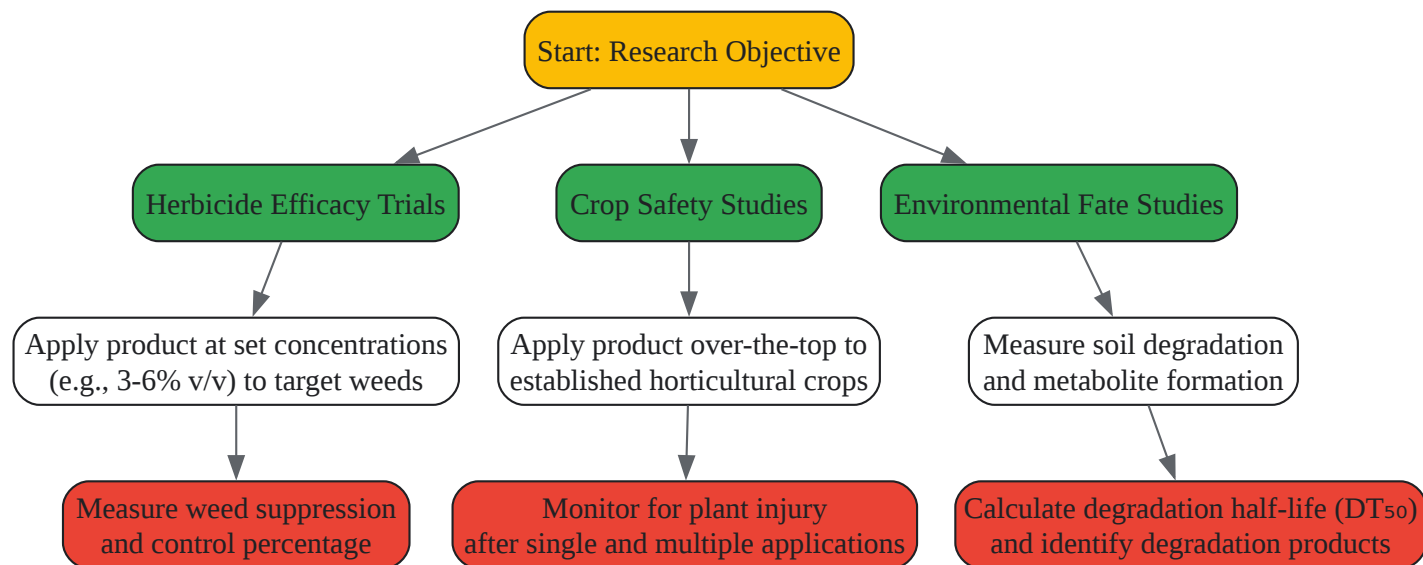 Start: Research Objective
Herbicide Efficacy Trials
Crop Safety Studies
Environmental Fate Studies
Apply product at set concentrations
(e.g., 3-6% v/v) to target weeds
Apply product over-the-top to
established horticultural crops
Measure soil degradation
and metabolite formation
Measure weed suppression
and control percentage
Monitor for plant injury
after single and multiple applications
Calculate degradation half-life (DT₅₀)
and identify degradation products